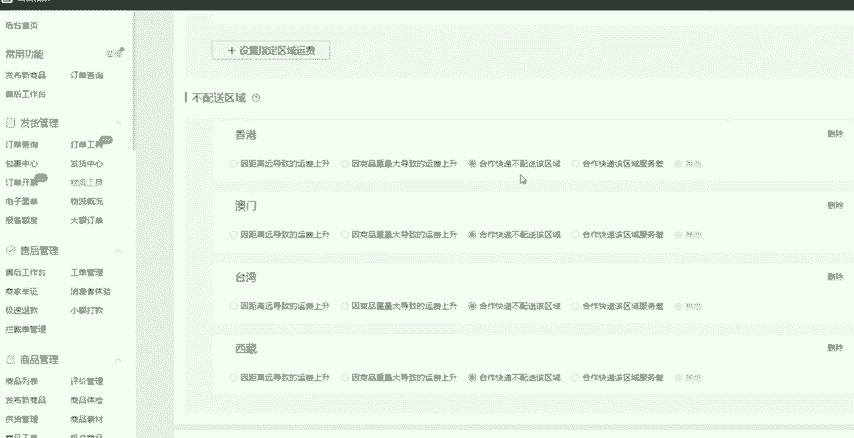 后台首页
常用功能
发布新商品 订单查询
售后工作台
发货管理
订单查询 打单工具
包裹中心 发货中心
订单开票 物流工具
电子面单 物流概况
报备额度 大额订单
售后管理
售后工作台 工单管理
商家举证 消费者体验
极速退款 小额打款
拦截单管理
商品管理
商品列表 评价管理
发布新商品 商品体检
供货管理 商品素材
商品工具
+ 设置指定区域运费
不配送区域
香港 删除
因距离远导致的运费上升 因商品重量大导致的运费上升 合作快递不配送该区域 合作快递该区域服务差 其他
澳门 删除
因距离远导致的运费上升 因商品重量大导致的运费上升 合作快递不配送该区域 合作快递该区域服务差 其他
台湾 删除
因距离远导致的运费上升 因商品重量大导致的运费上升 合作快递不配送该区域 合作快递该区域服务差 其他
西藏 删除
因距离远导致的运费上升 因商品重量大导致的运费上升 合作快递不配送该区域 合作快递该区域服务差 其他